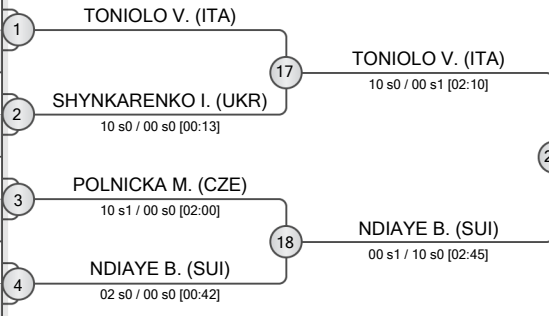 TONIOLO V. (ITA)
1
17
TONIOLO V. (ITA)
10 s0 / 00 s1 [02:10]
SHYNKARENKO I. (UKR)
2
10 s0 / 00 s0 [00:13]
POLNICKA M. (CZE)
3
10 s1 / 00 s0 [02:00]
18
NDIAYE B. (SUI)
00 s1 / 10 s0 [02:45]
NDIAYE B. (SUI)
4
02 s0 / 00 s0 [00:42]